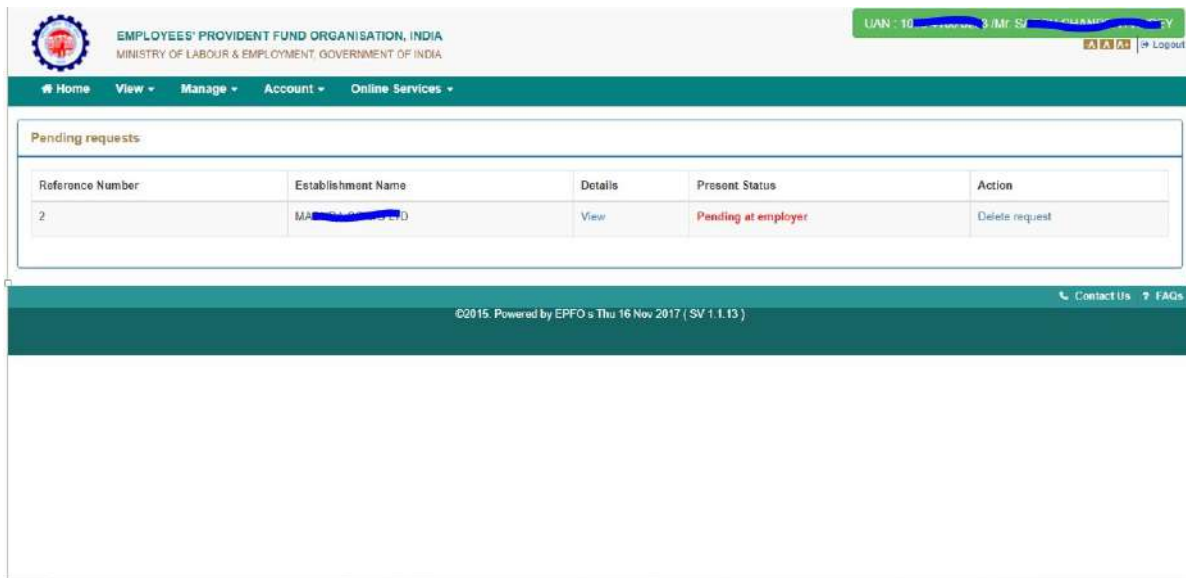 UAN : 10 3 /Mr. EY
EMPLOYEES' PROVIDENT FUND ORGANISATION, INDIA
MINISTRY OF LABOUR & EMPLOYMENT, GOVERNMENT OF INDIA
A A A+ Logout
Home View Manage Account Online Services
Pending requests
Reference Number Establishment Name Details Present Status Action
2 View Pending at employer Delete request
Contact Us ? FAQs
©2015. Powered by EPFO s Thu 16 Nov 2017 ( SV 1.1.13 )